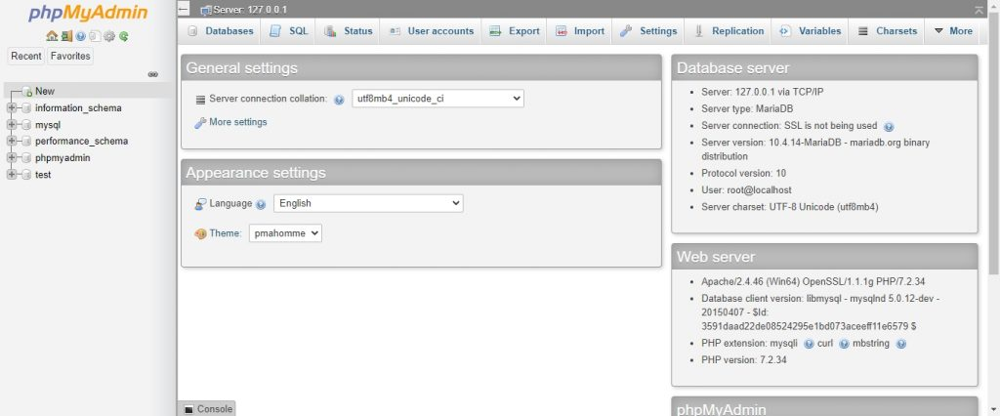 phpMyAdmin
Recent Favorites
New
information_schema
mysql
performance_schema
phpmyadmin
test
Server: 127.0.0.1
Databases SQL Status User accounts Export Import Settings Replication Variables Charsets More
General settings
Server connection collation: utf8mb4_unicode_ci
More settings
Appearance settings
Language English
Theme: pmahomme
Database server
Server: 127.0.0.1 via TCP/IP
Server type: MariaDB
Server connection: SSL is not being used
Server version: 10.4.14-MariaDB - mariadb.org binary
distribution
Protocol version: 10
User: root@localhost
Server charset: UTF-8 Unicode (utf8mb4)
Web server
Apache/2.4.46 (Win64) OpenSSL/1.1.1g PHP/7.2.34
Database client version: libmysql - mysqlnd 5.0.12-dev -
20150407 - $Id:
3591daad22de08524295e1bd073aceeff11e6579 $
PHP extension: mysqli curl mbstring
PHP version: 7.2.34
phpMyAdmin
Console